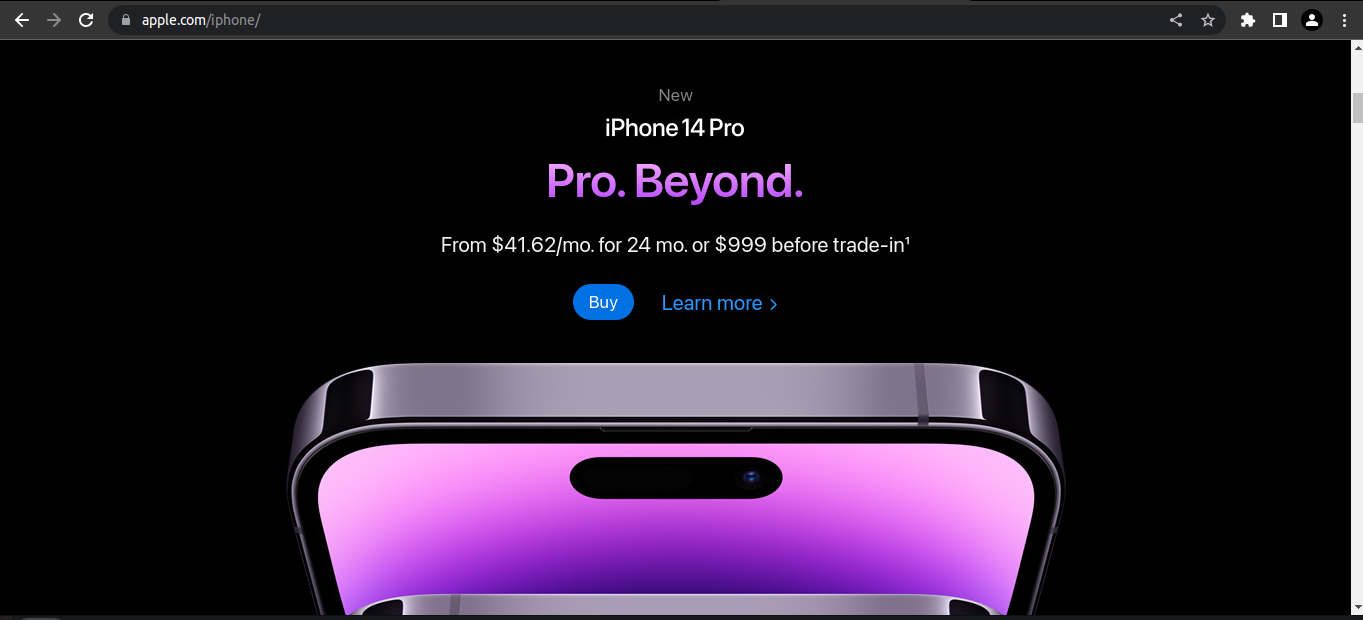 apple.com/iphone/
New
iPhone 14 Pro
Pro. Beyond.
From $41.62/mo. for 24 mo. or $999 before trade-in¹
Buy
Learn more >